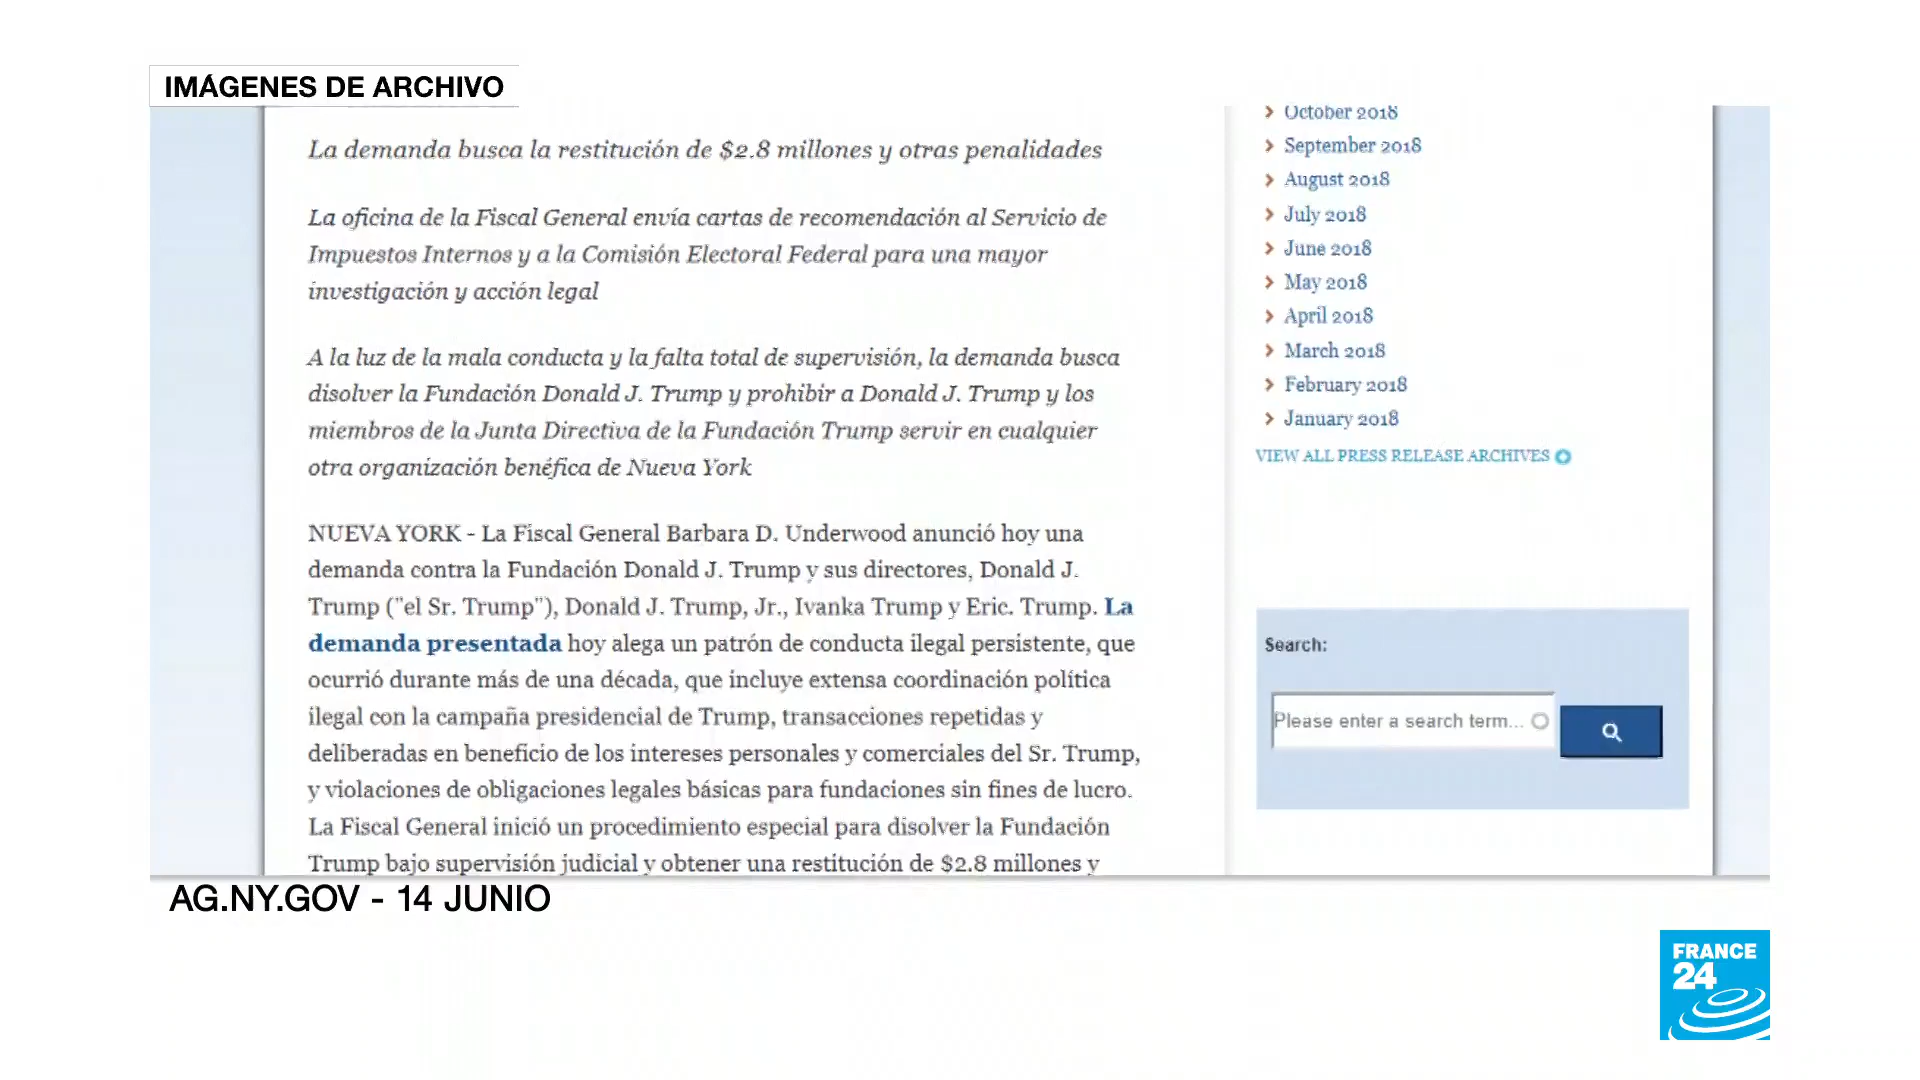 IMÁGENES DE ARCHIVO
La demanda busca la restitución de $2.8 millones y otras penalidades
La oficina de la Fiscal General envía cartas de recomendación al Servicio de
Impuestos Internos y a la Comisión Electoral Federal para una mayor
investigación y acción legal
A la luz de la mala conducta y la falta total de supervisión, la demanda busca
disolver la Fundación Donald J. Trump y prohibir a Donald J. Trump y los
miembros de la Junta Directiva de la Fundación Trump servir en cualquier
otra organización benéfica de Nueva York
NUEVA YORK - La Fiscal General Barbara D. Underwood anunció hoy una
demanda contra la Fundación Donald J. Trump y sus directores, Donald J.
Trump ("el Sr. Trump"), Donald J. Trump, Jr., Ivanka Trump y Eric. Trump. La
demanda presentada hoy alega un patrón de conducta ilegal persistente, que
ocurrió durante más de una década, que incluye extensa coordinación política
ilegal con la campaña presidencial de Trump, transacciones repetidas y
deliberadas en beneficio de los intereses personales y comerciales del Sr. Trump,
y violaciones de obligaciones legales básicas para fundaciones sin fines de lucro.
La Fiscal General inició un procedimiento especial para disolver la Fundación
Trump bajo supervisión judicial y obtener una restitución de $2.8 millones y
October 2018
September 2018
August 2018
July 2018
June 2018
May 2018
April 2018
March 2018
February 2018
January 2018
VIEW ALL PRESS RELEASE ARCHIVES
Search:
Please enter a search term...
AG.NY.GOV - 14 JUNIO
FRANCE
24